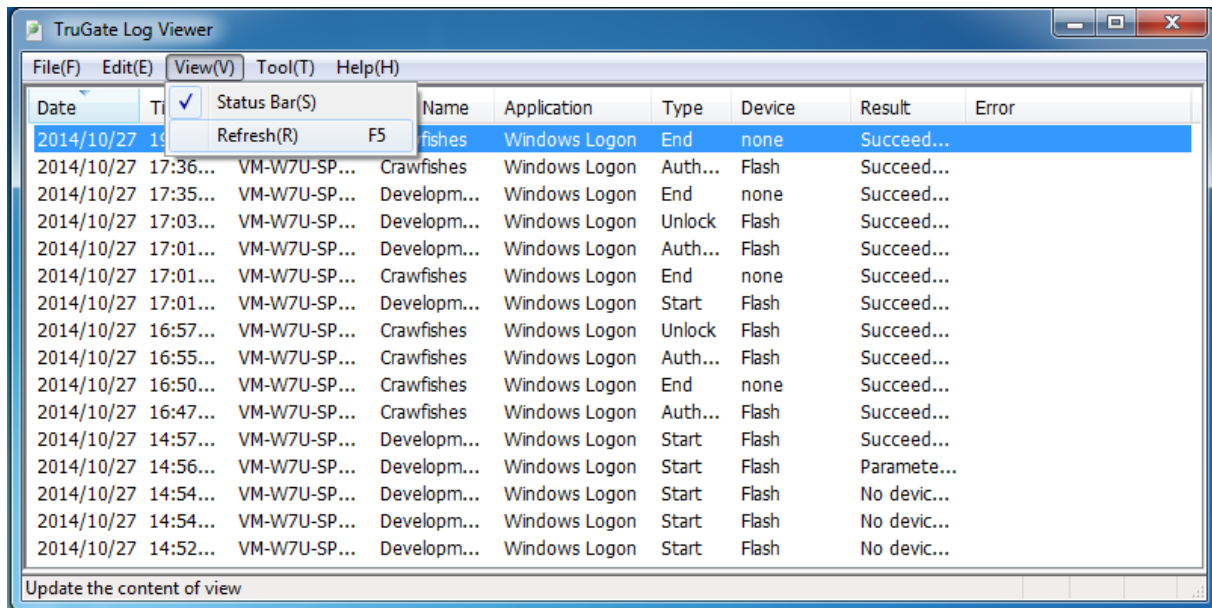 TruGate Log Viewer
File(F) Edit(E) View(V) Tool(T) Help(H)
Status Bar(S)
Refresh(R) F5
Date Ti Name Application Type Device Result Error
2014/10/27 19 fishes Windows Logon End none Succeed...
2014/10/27 17:36... VM-W7U-SP... Crawfishes Windows Logon Auth... Flash Succeed...
2014/10/27 17:35... VM-W7U-SP... Developm... Windows Logon End none Succeed...
2014/10/27 17:03... VM-W7U-SP... Developm... Windows Logon Unlock Flash Succeed...
2014/10/27 17:01... VM-W7U-SP... Developm... Windows Logon Auth... Flash Succeed...
2014/10/27 17:01... VM-W7U-SP... Crawfishes Windows Logon End none Succeed...
2014/10/27 17:01... VM-W7U-SP... Developm... Windows Logon Start Flash Succeed...
2014/10/27 16:57... VM-W7U-SP... Crawfishes Windows Logon Unlock Flash Succeed...
2014/10/27 16:55... VM-W7U-SP... Crawfishes Windows Logon Auth... Flash Succeed...
2014/10/27 16:50... VM-W7U-SP... Crawfishes Windows Logon End none Succeed...
2014/10/27 16:47... VM-W7U-SP... Crawfishes Windows Logon Auth... Flash Succeed...
2014/10/27 14:57... VM-W7U-SP... Developm... Windows Logon Start Flash Succeed...
2014/10/27 14:56... VM-W7U-SP... Developm... Windows Logon Start Flash Paramete...
2014/10/27 14:54... VM-W7U-SP... Developm... Windows Logon Start Flash No devic...
2014/10/27 14:54... VM-W7U-SP... Developm... Windows Logon Start Flash No devic...
2014/10/27 14:52... VM-W7U-SP... Developm... Windows Logon Start Flash No devic...
Update the content of view